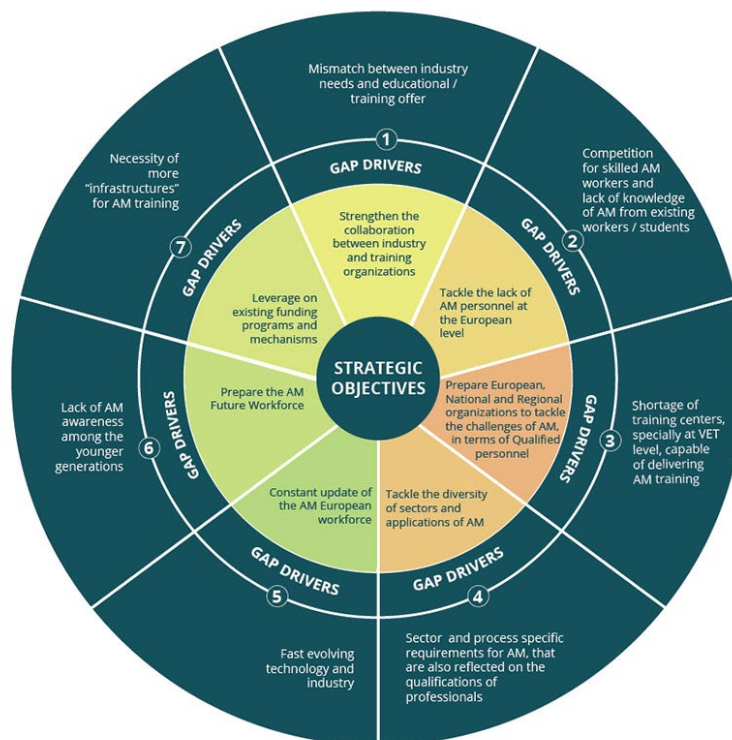 Mismatch between industry
needs and educational /
training offer
1
GAP DRIVERS
Strengthen the
collaboration
between industry
and training
organizations
Competition
for skilled AM
workers and
lack of knowledge
of AM from existing
workers / students
2
GAP DRIVERS
Tackle the lack of
AM personnel at
the European
level
Shortage of
training centers,
specially at VET
level, capable
of delivering
AM training
3
GAP DRIVERS
Prepare European,
National and Regional
organizations to tackle
the challenges of AM,
in terms of Qualified
personnel
Sector and process specific
requirements for AM, that
are also reflected on the
qualifications of
professionals
4
GAP DRIVERS
Tackle the diversity
of sectors and
applications of AM
Fast evolving
technology and
industry
5
GAP DRIVERS
Constant update of
the AM European
workforce
Lack of AM
awareness
among the
younger
generations
6
GAP DRIVERS
Prepare the AM
Future Workforce
Necessity of
more
“infrastructures”
for AM training
7
GAP DRIVERS
Leverage on
existing funding
programs and
mechanisms
STRATEGIC
OBJECTIVES